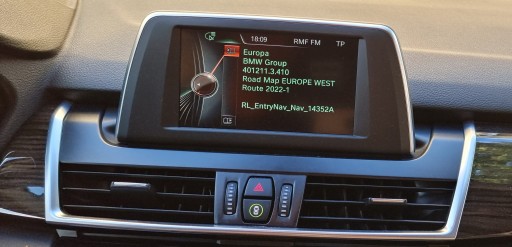 18:09 RMF FM TP
Europa
BMW Group
401211.3.410
Road Map EUROPE WEST
Route 2022-1
RL_EntryNav_Nav_14352A